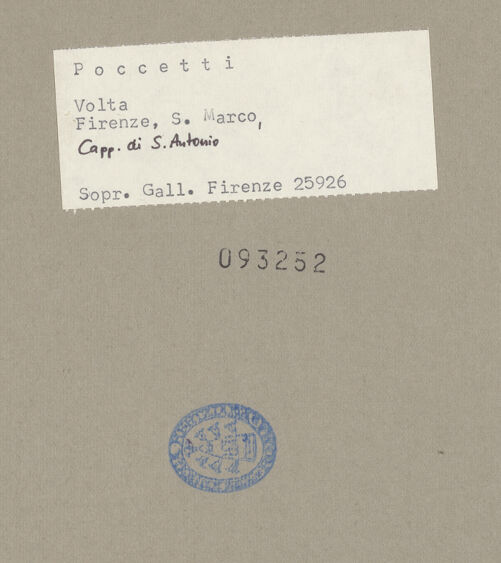 Poccetti
Volta
Firenze, S. Marco,
Capp. di S. Antonio
Sopr. Gall. Firenze 25926
093252